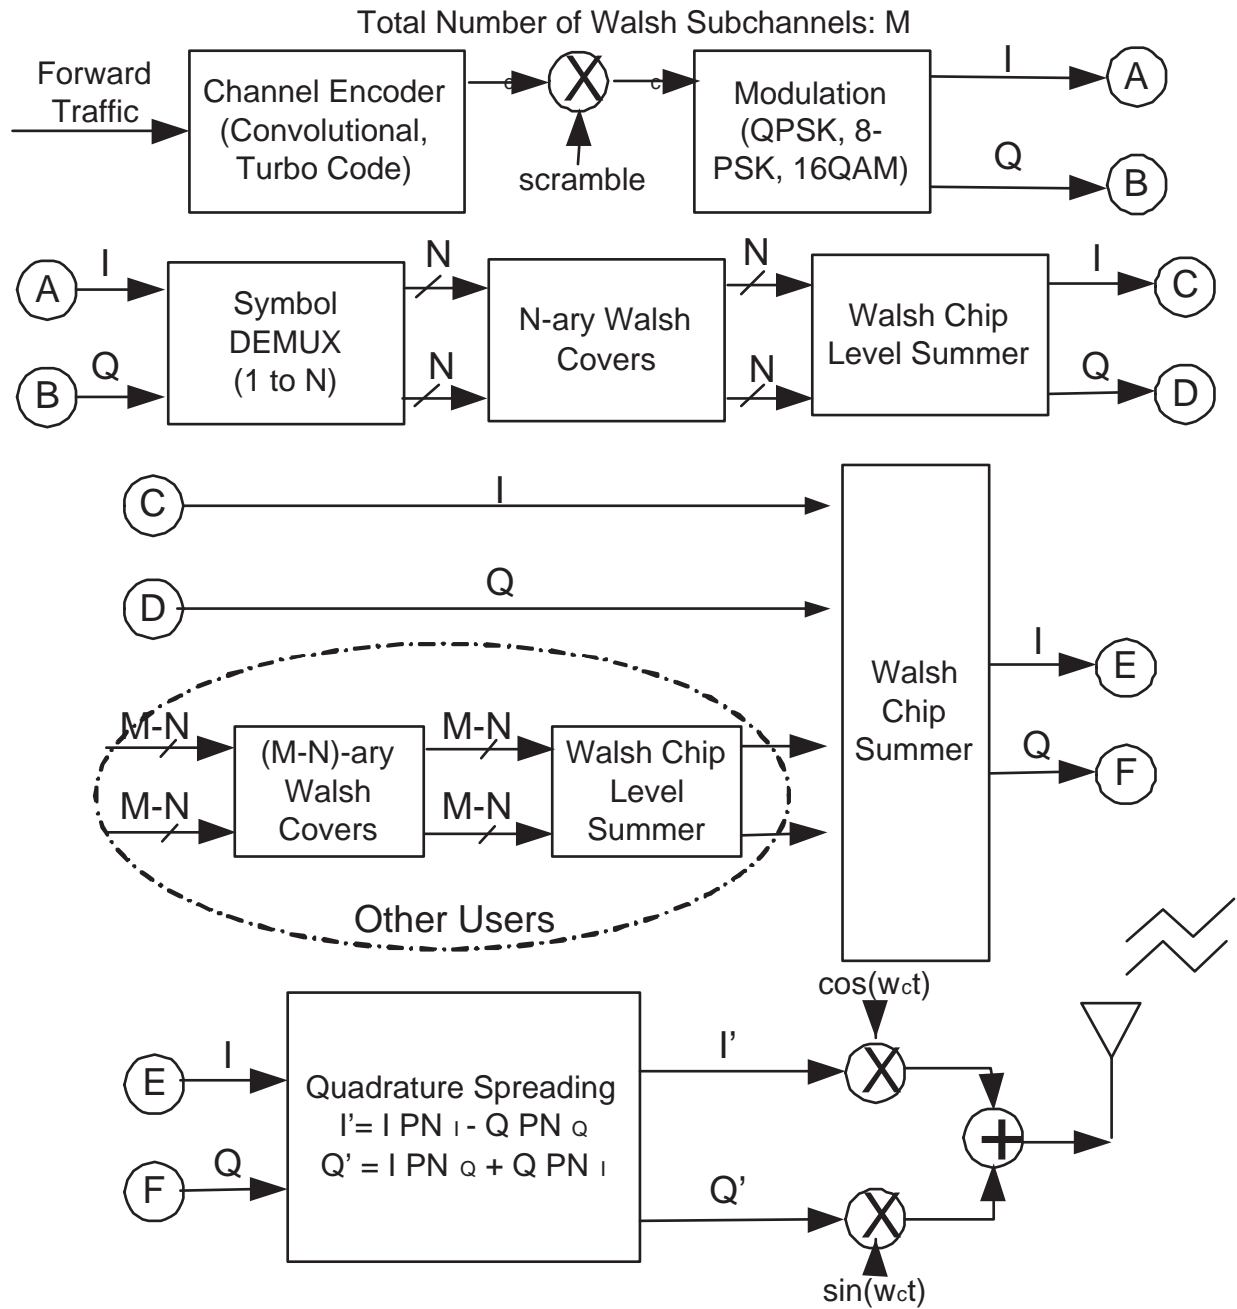 Total Number of Walsh Subchannels: M
Forward
Traffic
Channel Encoder
(Convolutional,
Turbo Code)
c
X
scramble
c
Modulation
(QPSK, 8-
PSK, 16QAM)
I
A
Q
B
A
I
B
Q
Symbol
DEMUX
(1 to N)
N
N
N-ary Walsh
Covers
N
N
Walsh Chip
Level Summer
I
C
Q
D
C
I
D
Q
M-N
M-N
(M-N)-ary
Walsh
Covers
M-N
M-N
Walsh Chip
Level
Summer
Other Users
Walsh
Chip
Summer
I
E
Q
F
E
I
F
Q
Quadrature Spreading
I’= I PN I - Q PN Q
Q’ = I PN Q + Q PN I
I’
Q’
cos(wct)
X
X
sin(wct)
+